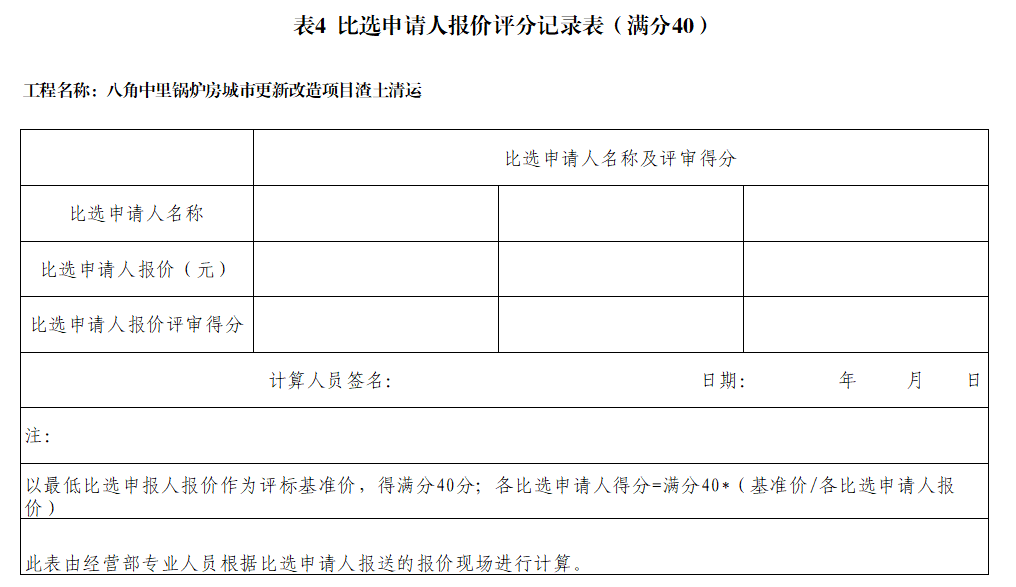 表4 比选申请人报价评分记录表（满分40）
工程名称：八角中里锅炉房城市更新改造项目渣土清运
比选申请人名称及评审得分
比选申请人名称
比选申请人报价（元）
比选申请人报价评审得分
计算人员签名： 日期： 年 月 日
注：
以最低比选申报人报价作为评标基准价，得满分40分；各比选申请人得分=满分40*（基准价/各比选申请人报
价）
此表由经营部专业人员根据比选申请人报送的报价现场进行计算。